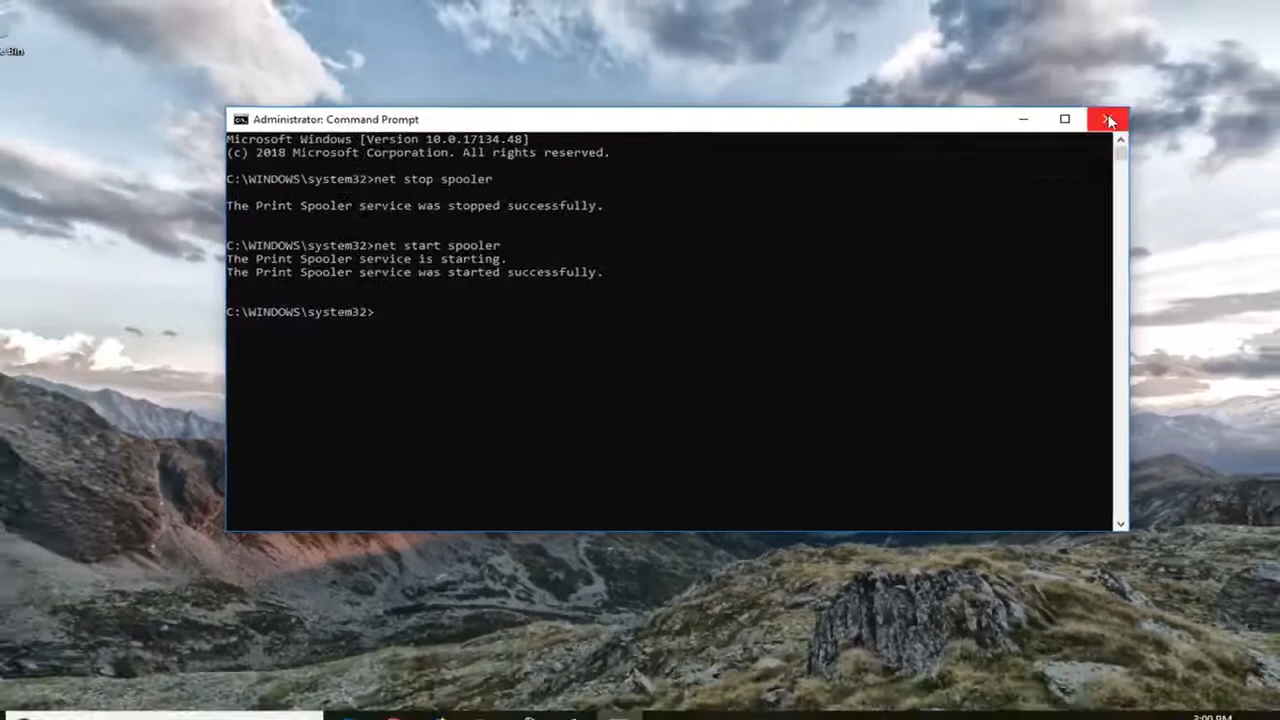 e Bin
Administrator: Command Prompt
Microsoft Windows [Version 10.0.17134.48]
(c) 2018 Microsoft Corporation. All rights reserved.
C:\WINDOWS\system32>net stop spooler
The Print Spooler service was stopped successfully.
C:\WINDOWS\system32>net start spooler
The Print Spooler service is starting.
The Print Spooler service was started successfully.
C:\WINDOWS\system32>